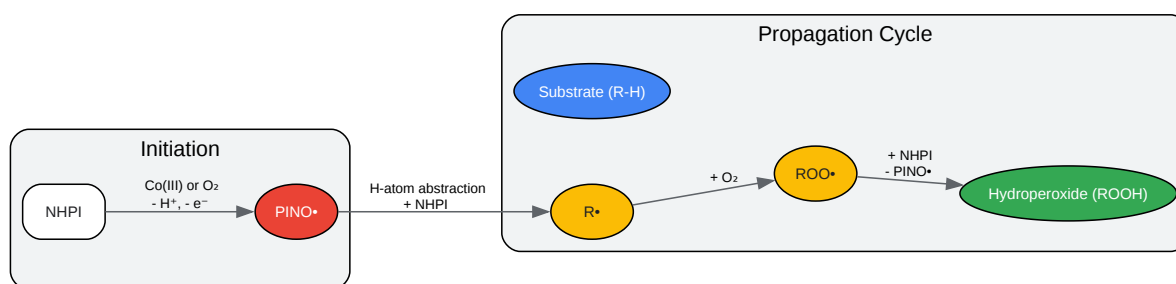 Propagation Cycle
Substrate (R-H)
Initiation
Co(III) or O₂
- H⁺, - e⁻
NHPI
PINO•
H-atom abstraction
+ NHPI
R•
+ O₂
ROO•
+ NHPI
- PINO•
Hydroperoxide (ROOH)